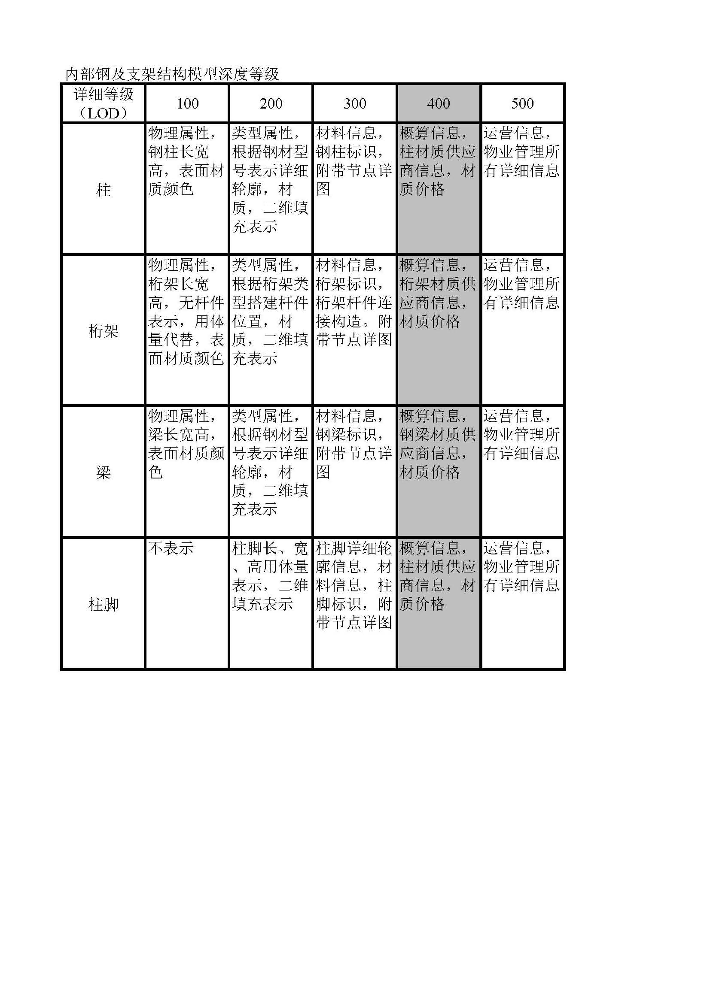 内部钢及支架结构模型深度等级
详细等级
（LOD）
100
200
300
400
500
柱
物理属性，
钢柱长宽
高，表面材
质颜色
类型属性，
根据钢材型
号表示详细
轮廓，材
质，二维填
充表示
材料信息，
钢柱标识，
附带节点详
图
概算信息，
柱材质供应
商信息，材
质价格
运营信息，
物业管理所
有详细信息
桁架
物理属性，
桁架长宽
高，无杆件
表示，用体
量代替，表
面材质颜色
类型属性，
根据桁架类
型搭建杆件
位置，材
质，二维填
充表示
材料信息，
桁架标识，
桁架杆件连
接构造。附
带节点详图
概算信息，
桁架材质供
应商信息，
材质价格
运营信息，
物业管理所
有详细信息
梁
物理属性，
梁长宽高，
表面材质颜
色
类型属性，
根据钢材型
号表示详细
轮廓，材
质，二维填
充表示
材料信息，
钢梁标识，
附带节点详
图
概算信息，
钢梁材质供
应商信息，
材质价格
运营信息，
物业管理所
有详细信息
柱脚
不表示
柱脚长、宽
、高用体量
表示，二维
填充表示
柱脚详细轮
廓信息，材
料信息，柱
脚标识，附
带节点详图
概算信息，
柱材质供应
商信息，材
质价格
运营信息，
物业管理所
有详细信息